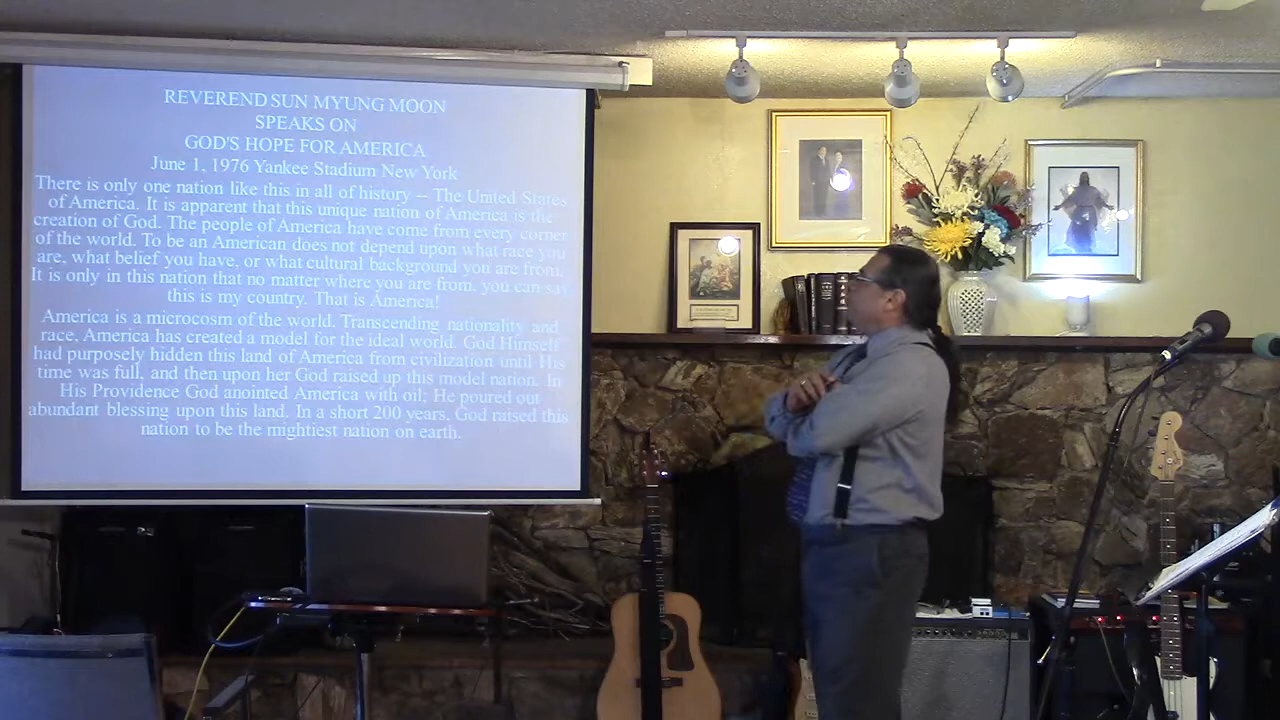 REVEREND SUN MYUNG MOON
SPEAKS ON
GOD'S HOPE FOR AMERICA
June 1, 1976 Yankee Stadium New York
There is only one nation like this in all of history -- The United States
of America. It is apparent that this unique nation of America is the
creation of God. The people of America have come from every corner
of the world. To be an American does not depend upon what race you
are, what belief you have, or what cultural background you are from.
It is only in this nation that no matter where you are from, you can say
this is my country. That is America!
America is a microcosm of the world. Transcending nationality and
race, America has created a model for the ideal world. God Himself
had purposely hidden this land of America from civilization until His
time was full, and then upon her God raised up this model nation. In
His Providence God anointed America with oil; He poured out
abundant blessing upon this land. In a short 200 years, God raised this
nation to be the mightiest nation on earth.